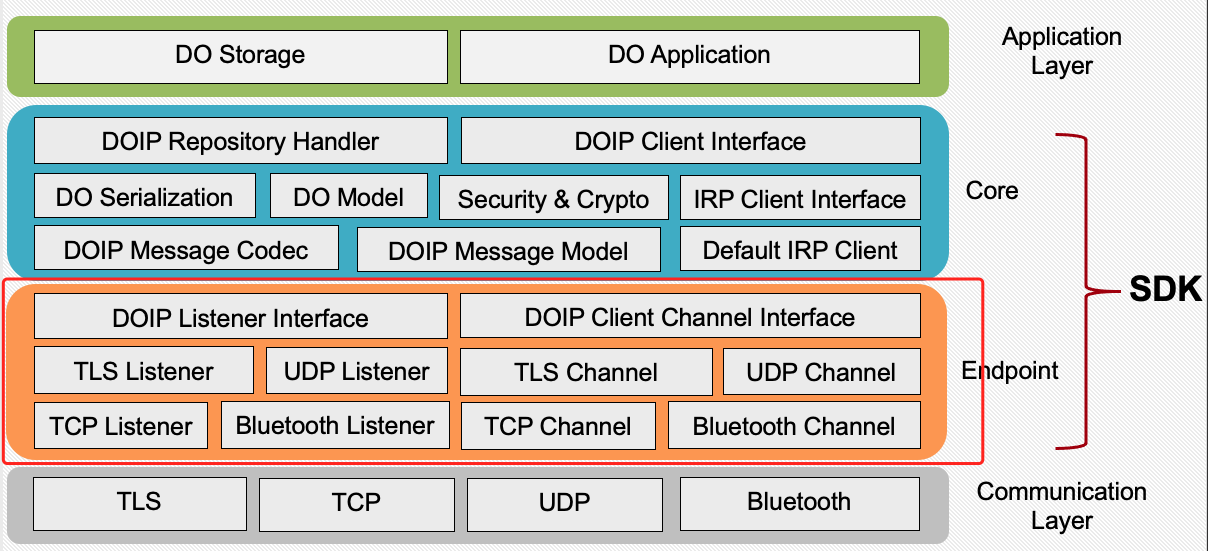 DO Storage
DO Application
Application
Layer
DOIP Repository Handler
DOIP Client Interface
DO Serialization
DO Model
Security & Crypto
IRP Client Interface
Core
DOIP Message Codec
DOIP Message Model
Default IRP Client
SDK
DOIP Listener Interface
DOIP Client Channel Interface
TLS Listener
UDP Listener
TLS Channel
UDP Channel
Endpoint
TCP Listener
Bluetooth Listener
TCP Channel
Bluetooth Channel
TLS
TCP
UDP
Bluetooth
Communication
Layer